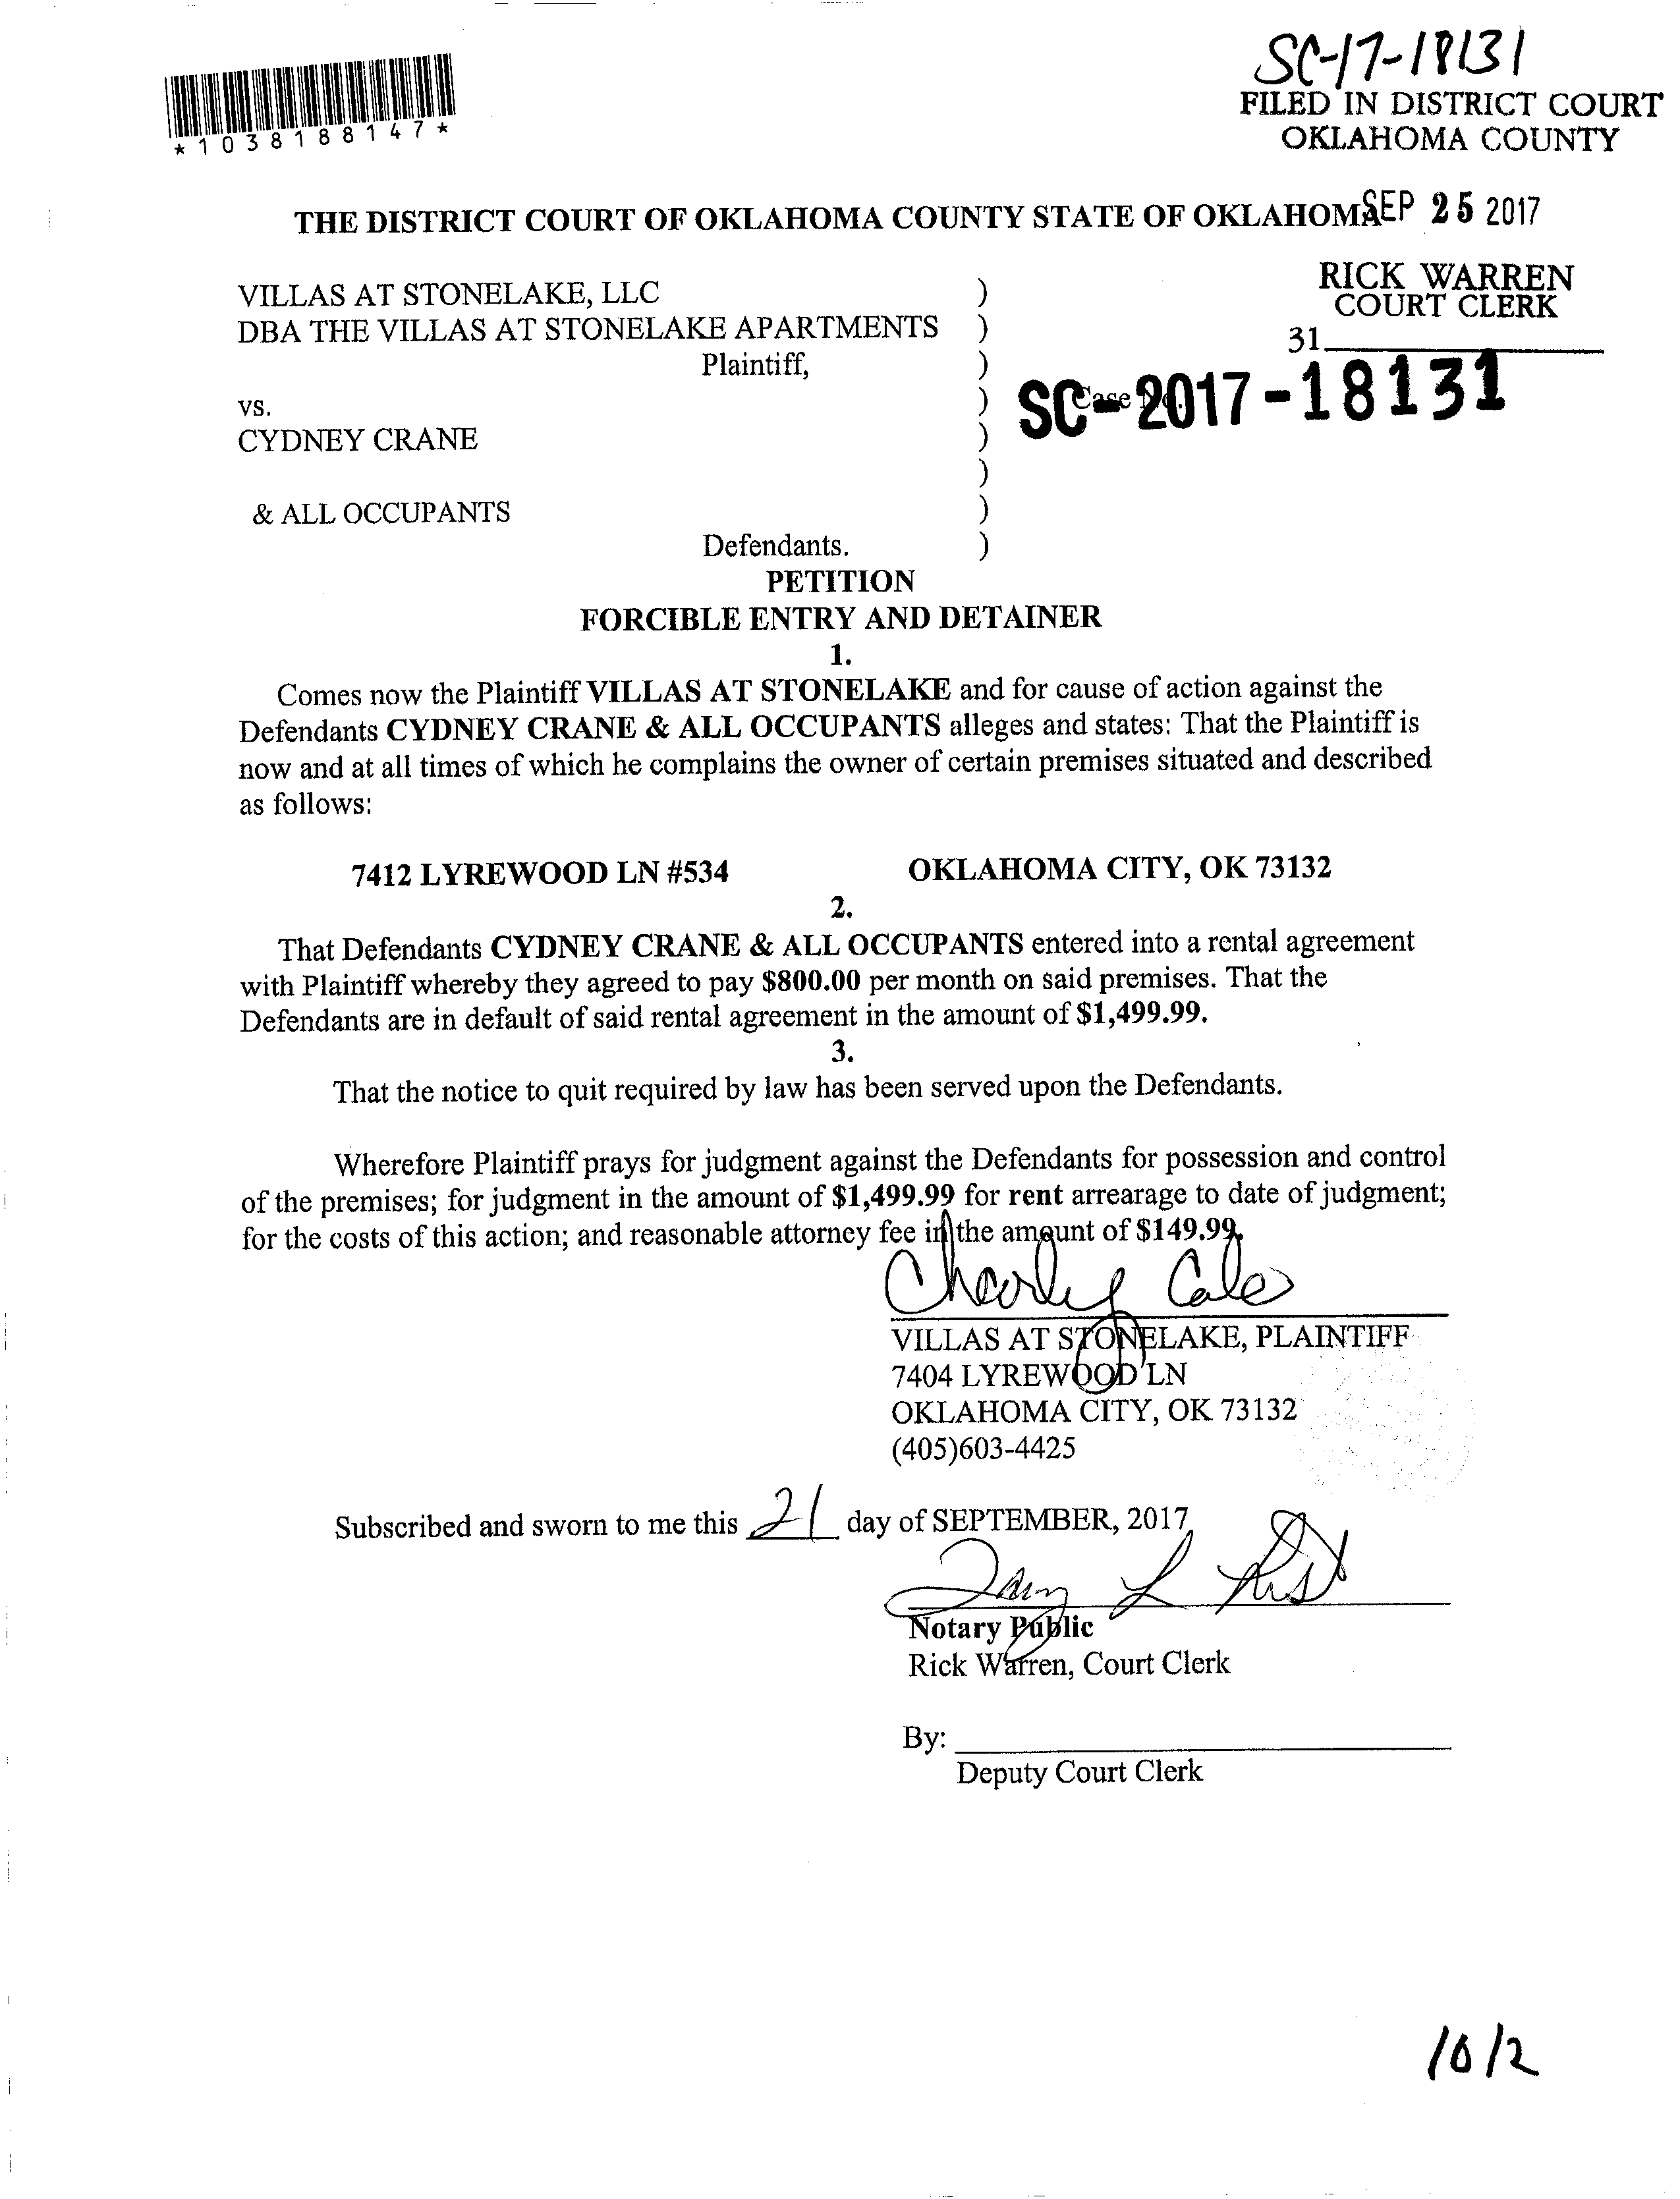 SC-17-18131
FILED IN DISTRICT COURT
OKLAHOMA COUNTY
*1038188147*
THE DISTRICT COURT OF OKLAHOMA COUNTY STATE OF OKLAHOMA
SEP 25 2017
RICK WARREN
COURT CLERK
31
VILLAS AT STONELAKE, LLC )
DBA THE VILLAS AT STONELAKE APARTMENTS )
Plaintiff, )
vs. ) Case No.
SC-2017-18131
CYDNEY CRANE )
)
& ALL OCCUPANTS )
Defendants. )
PETITION
FORCIBLE ENTRY AND DETAINER
1.
Comes now the Plaintiff VILLAS AT STONELAKE and for cause of action against the
Defendants CYDNEY CRANE & ALL OCCUPANTS alleges and states: That the Plaintiff is
now and at all times of which he complains the owner of certain premises situated and described
as follows:
7412 LYREWOOD LN #534 OKLAHOMA CITY, OK 73132
2.
That Defendants CYDNEY CRANE & ALL OCCUPANTS entered into a rental agreement
with Plaintiff whereby they agreed to pay $800.00 per month on said premises. That the
Defendants are in default of said rental agreement in the amount of $1,499.99.
3.
That the notice to quit required by law has been served upon the Defendants.
Wherefore Plaintiff prays for judgment against the Defendants for possession and control
of the premises; for judgment in the amount of $1,499.99 for rent arrearage to date of judgment;
for the costs of this action; and reasonable attorney fee in the amount of $149.99.
Charley Cale
VILLAS AT STONELAKE, PLAINTIFF
7404 LYREWOOD LN
OKLAHOMA CITY, OK 73132
(405)603-4425
Subscribed and sworn to me this 21 day of SEPTEMBER, 2017
Notary Public
Rick Warren, Court Clerk
By:
Deputy Court Clerk
10/2